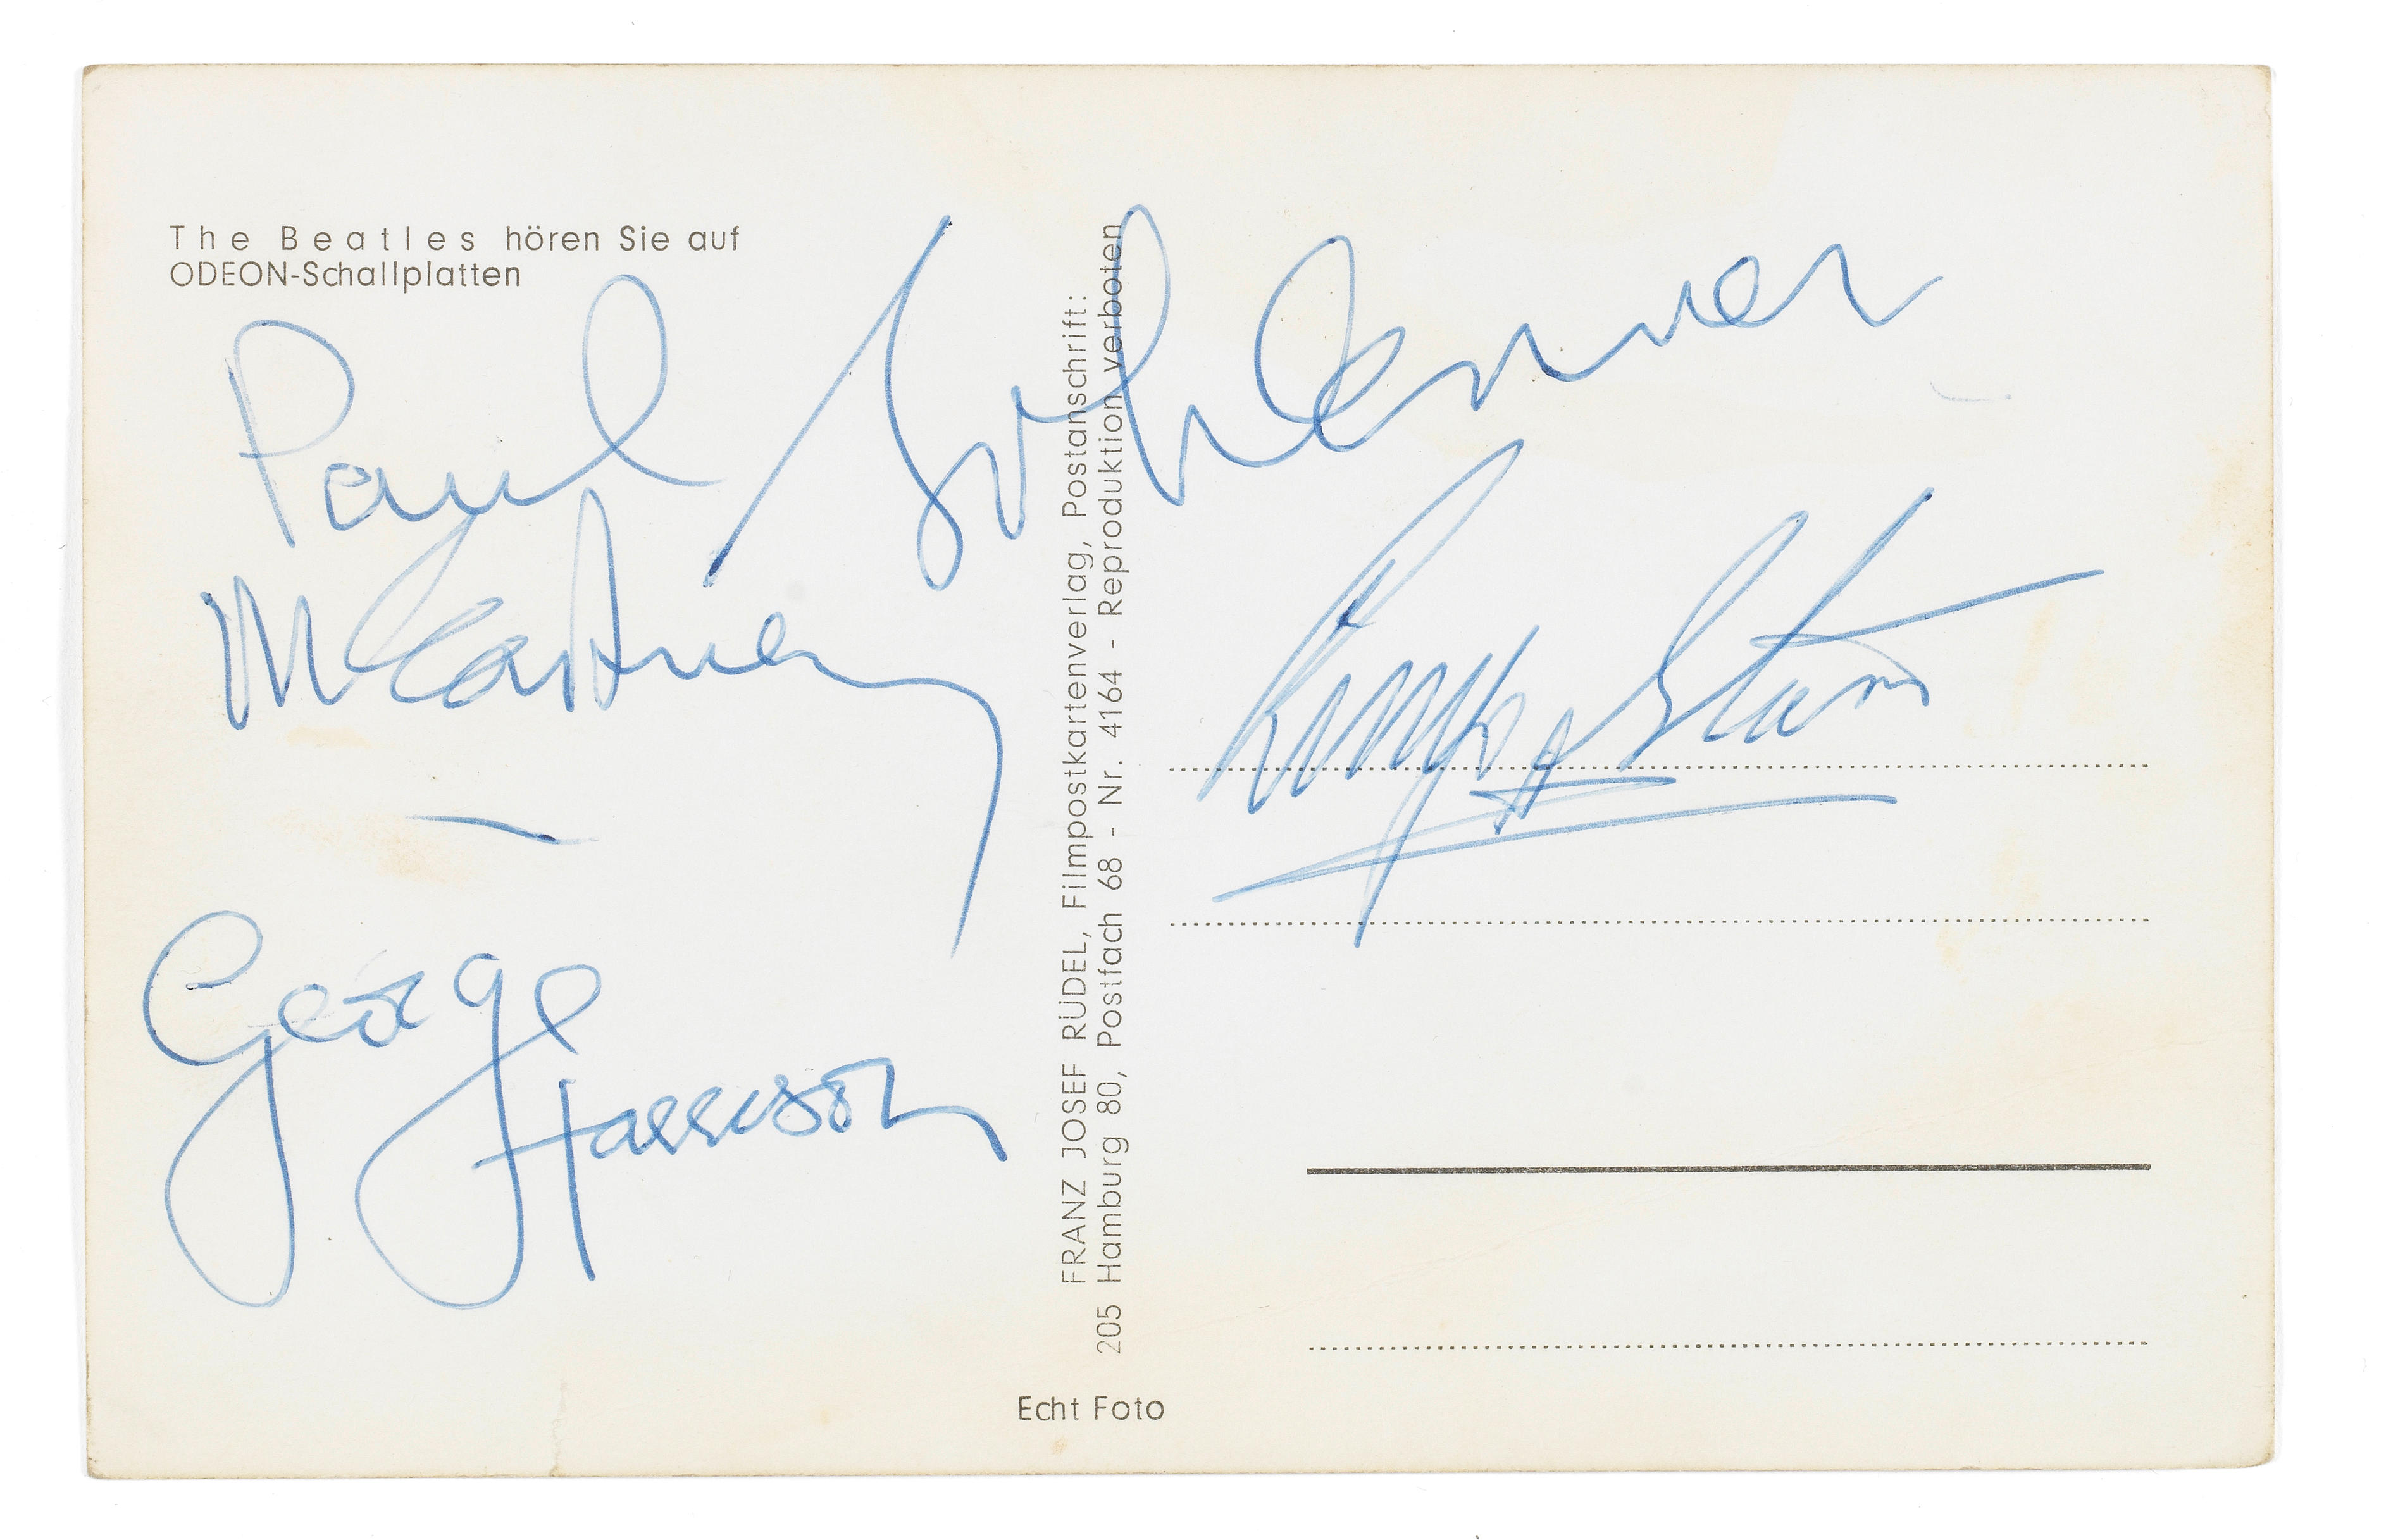 The Beatles hören Sie auf
ODEON-Schallplatten
Paul
McCartney
John Lennon
George
Harrison
Ringo Starr
FRANZ JOSEF RÜDEL, Filmpostkartenverlag, Postanschrift:
205 Hamburg 80, Postfach 68 - Nr. 4164 - Reproduktion verboten
Echt Foto